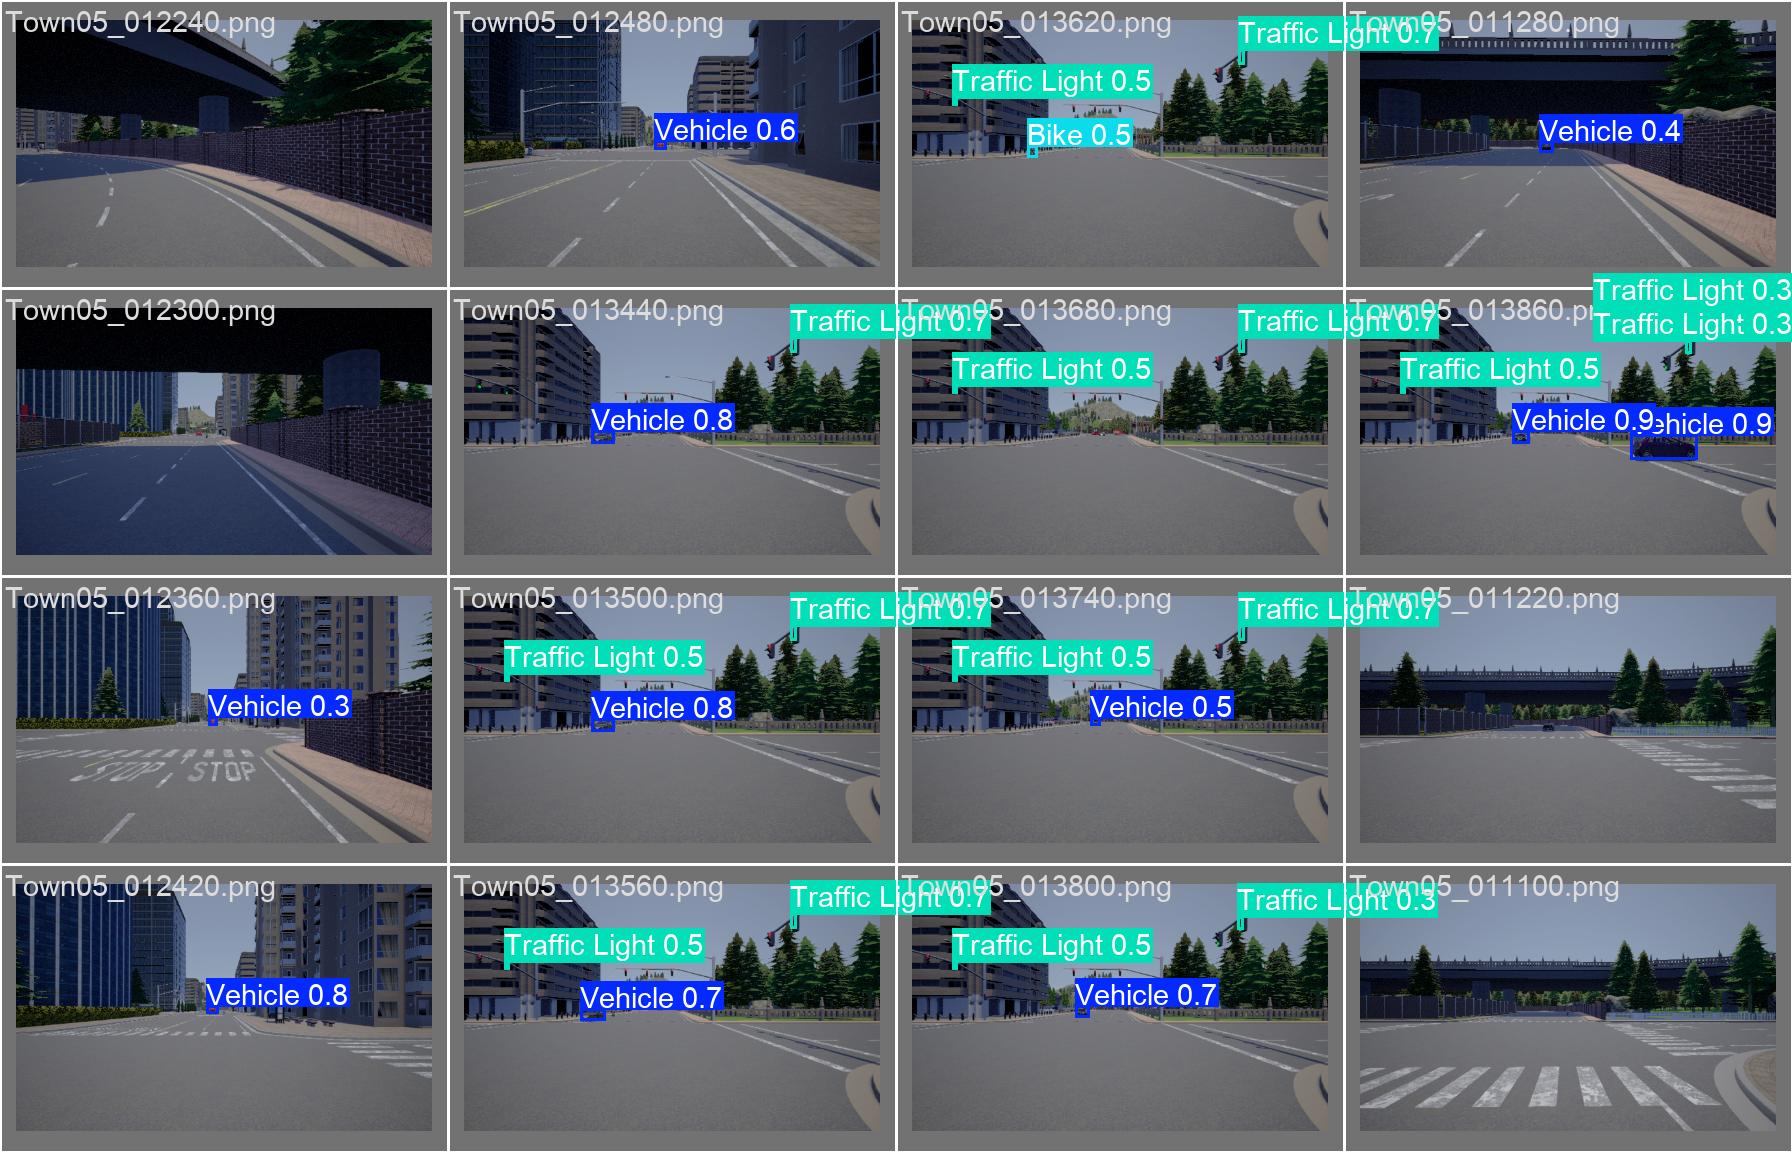 Town05_012240.png
Town05_012480.png
Vehicle 0.6
Town05_013620.png
Traffic Light 0.7
Traffic Light 0.5
Bike 0.5
Town05_011280.png
Vehicle 0.4
Town05_012300.png
Town05_013440.png
Traffic Light 0.7
Vehicle 0.8
Town05_013680.png
Traffic Light 0.7
Traffic Light 0.5
Town05_013860.pn
Traffic Light 0.3
Traffic Light 0.3
Traffic Light 0.5
Vehicle 0.9
ehicle 0.9
Town05_012360.png
Vehicle 0.3
STOP STOP
Town05_013500.png
Traffic Light 0.7
Traffic Light 0.5
Vehicle 0.8
Town05_013740.png
Traffic Light 0.7
Traffic Light 0.5
Vehicle 0.5
Town05_011220.png
Town05_012420.png
Vehicle 0.8
Town05_013560.png
Traffic Light 0.7
Traffic Light 0.5
Vehicle 0.7
Town05_013800.png
Traffic Light 0.3
Traffic Light 0.5
Vehicle 0.7
Town05_011100.png